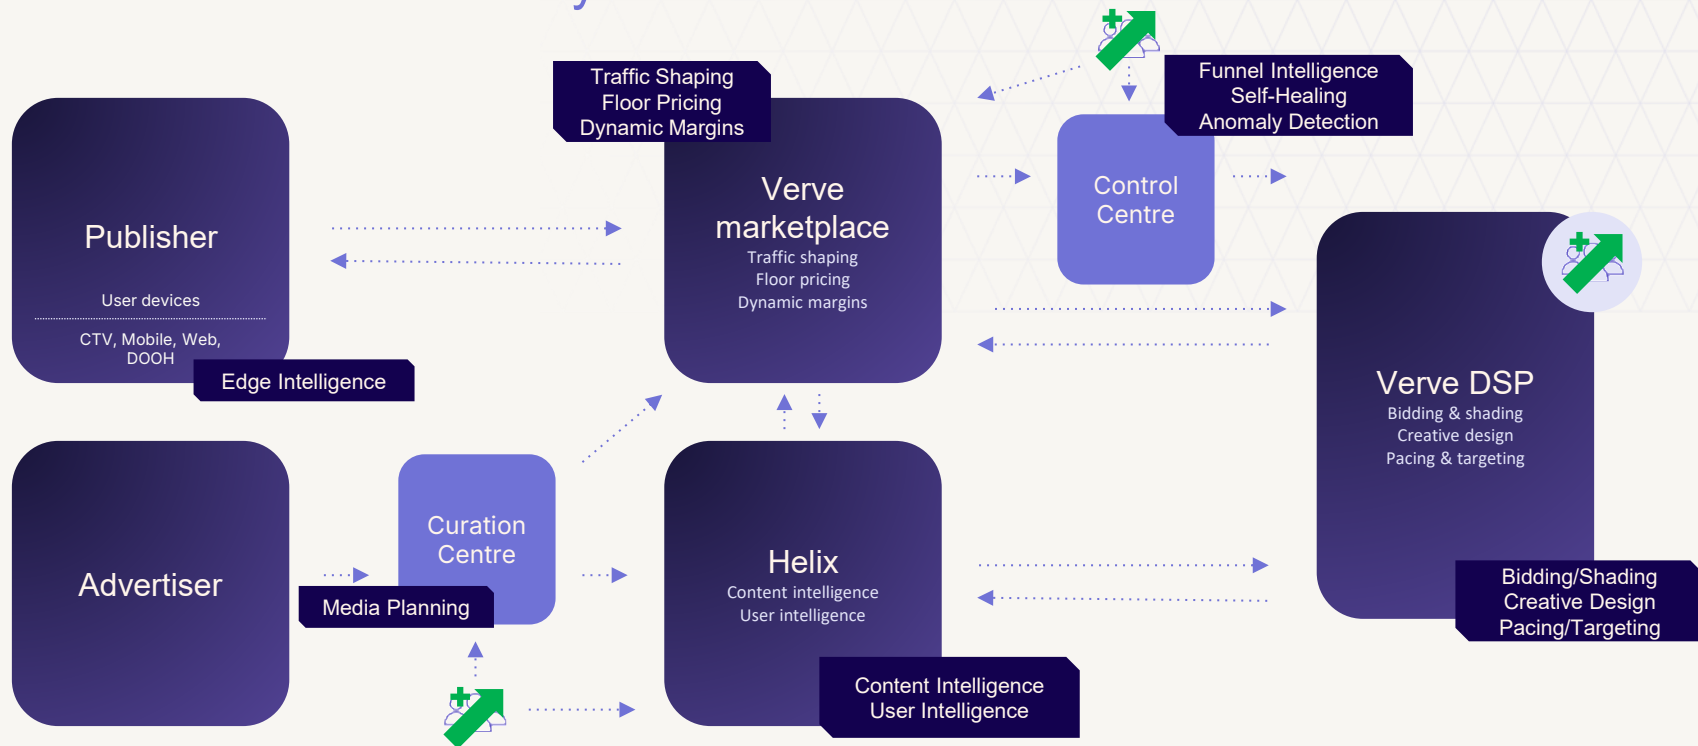 Traffic Shaping
Floor Pricing
Dynamic Margins
Funnel Intelligence
Self-Healing
Anomaly Detection
Publisher
User devices
CTV, Mobile, Web,
DOOH
Edge Intelligence
Verve
marketplace
Traffic shaping
Floor pricing
Dynamic margins
Control
Centre
Verve DSP
Bidding & shading
Creative design
Pacing & targeting
Bidding/Shading
Creative Design
Pacing/Targeting
Advertiser
Curation
Centre
Media Planning
Helix
Content intelligence
User intelligence
Content Intelligence
User Intelligence